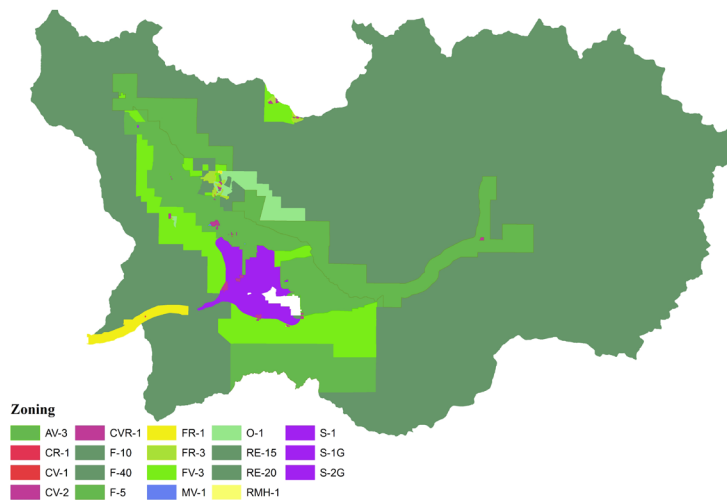 Zoning
AV-3 CVR-1 FR-1 O-1 S-1
CR-1 F-10 FR-3 RE-15 S-1G
CV-1 F-40 FV-3 RE-20 S-2G
CV-2 F-5 MV-1 RMH-1